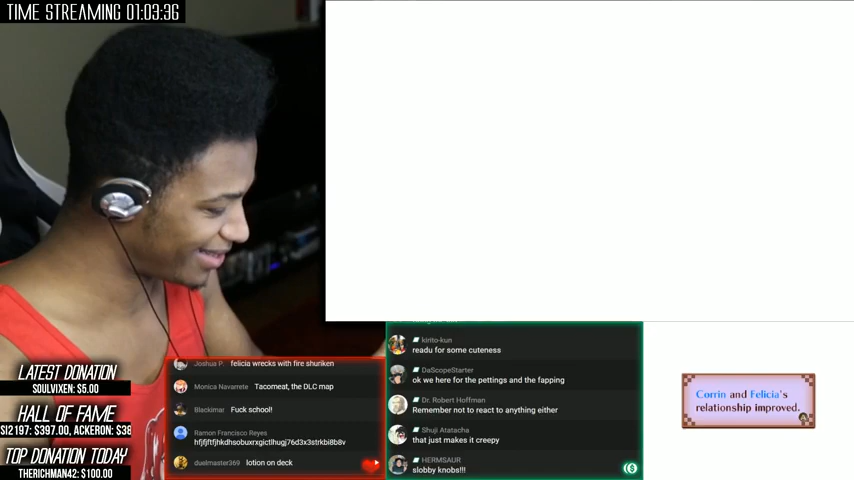 TIME STREAMING 01:03:36
Joshua P. felicia wrecks with fire shuriken
Monica Navarrete Tacomeat, the DLC map
Blackimar Fuck school!
Ramon Francisco Reyes
duelmaster369 lotion on deck
kirito-kun
readu for some cuteness
DaScopeStarter
ok we here for the pettings and the fapping
Dr. Robert Hoffman
Remember not to react to anything either
Shuji Atatacha
that just makes it creepy
HERMSAUR
slobby knobs!!!
Corrin and Felicia's
relationship improved.
LATEST DONATION
SOULVIXEN: $5.00
HALL OF FAME
$12197: $397.00, ACKERON: $38
TOP DONATION TODAY
THERICHMAN42: $100.00